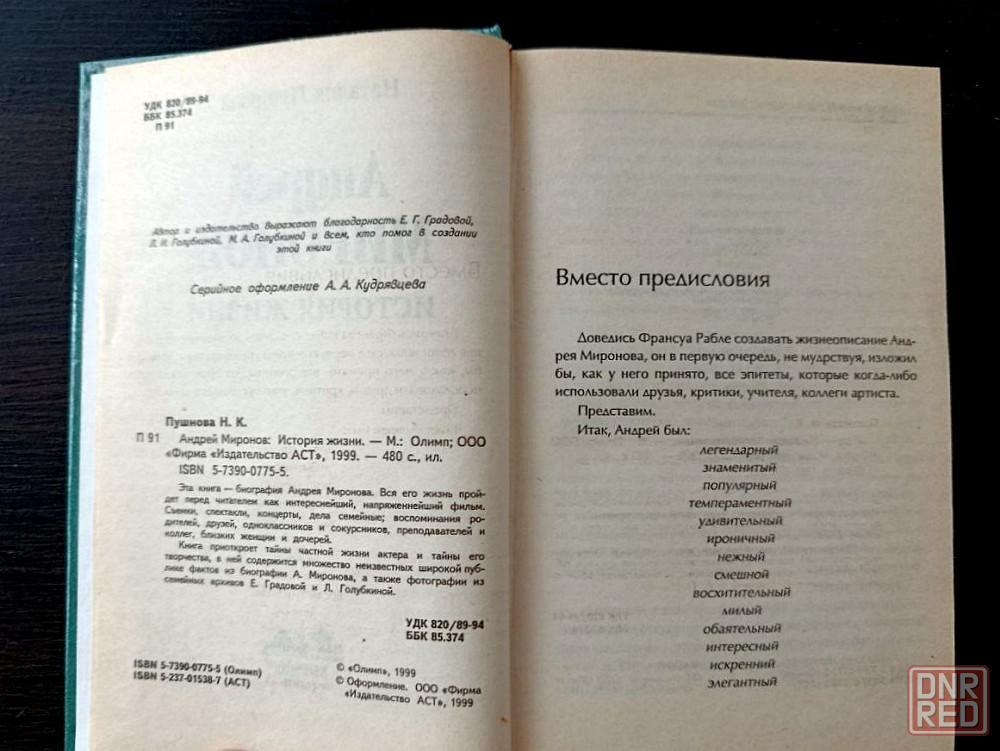 УДК 820/89-94
ББК 85.374
П 91
Автор и издательство выражают благодарность Е. Г. Градовой,
Л. И. Голубкиной, М. А. Голубкиной и всем, кто помог в создании
этой книги
Серийное оформление А. А. Кудрявцева
Пушнова Н. К.
П 91 Андрей Миронов: История жизни. — М.: Олимп; ООО
«Фирма «Издательство АСТ», 1999. — 480 с., ил.
ISBN 5-7390-0775-5.
Эта книга — биография Андрея Миронова. Вся его жизнь прой-
дет перед читателем как интереснейший, напряженнейший фильм.
Съемки, спектакли, концерты, дела семейные; воспоминания ро-
дителей, друзей, одноклассников и сокурсников, преподавателей и
коллег, близких женщин и дочерей.
Книга приоткроет тайны частной жизни актера и тайны его
творчества, в ней содержится множество неизвестных широкой пуб-
лике фактов из биографии А. Миронова, а также фотографии из
семейных архивов Е. Градовой и Л. Голубкиной.
УДК 820/89-94
ББК 85.374
ISBN 5-7390-0775-5 (Олимп)
ISBN 5-237-01538-7 (АСТ)
© «Олимп», 1999
© Оформление. ООО «Фирма
«Издательство АСТ», 1999
Вместо предисловия
Доведись Франсуа Рабле создавать жизнеописание Анд-
рея Миронова, он в первую очередь, не мудрствуя, изложил
бы, как у него принято, все эпитеты, которые когда-либо
использовали друзья, критики, учителя, коллеги артиста.
Представим.
Итак, Андрей был:
легендарный
знаменитый
популярный
темпераментный
удивительный
ироничный
нежный
смешной
восхитительный
милый
обаятельный
интересный
искренний
элегантный
DNR
RED